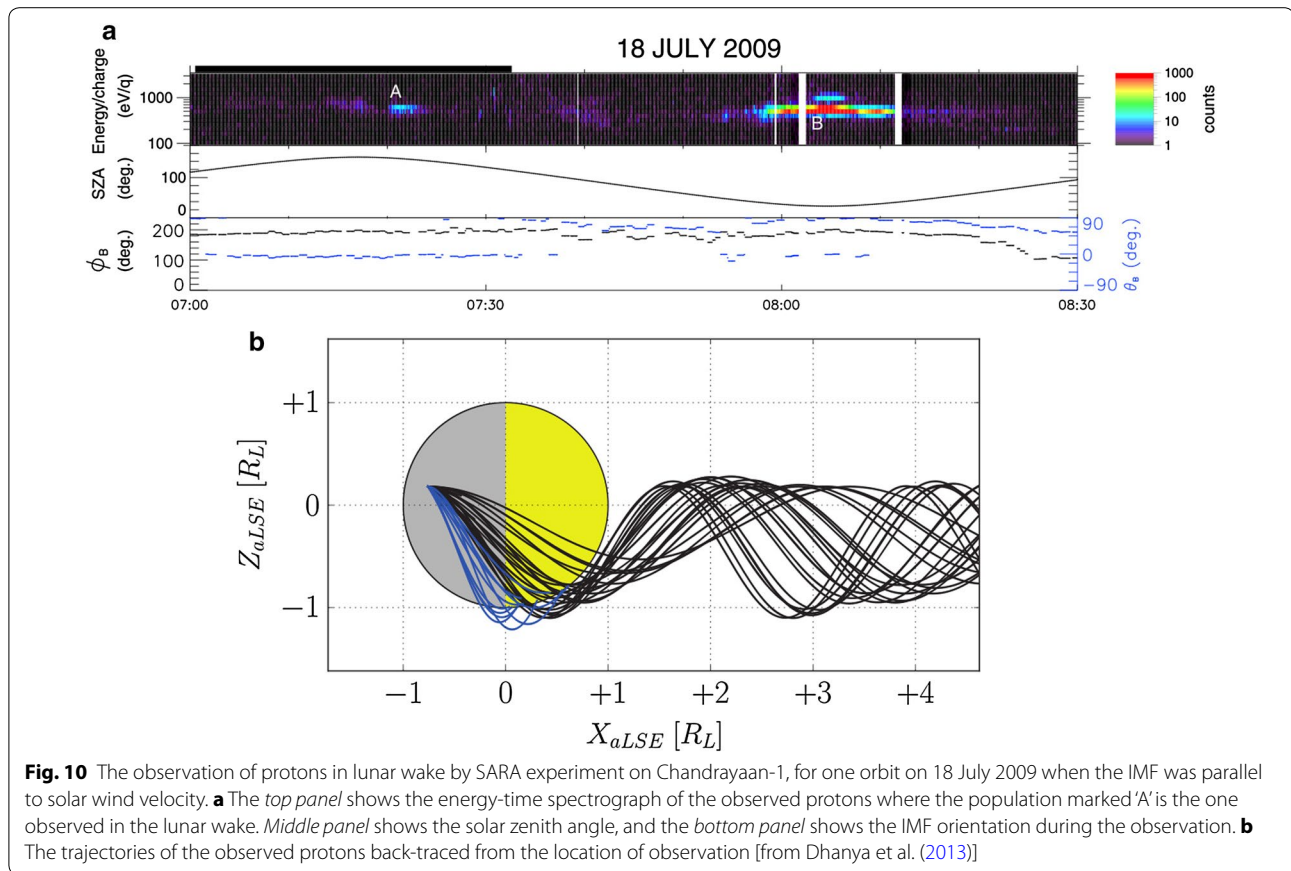 a
18 JULY 2009
Energy/charge
(eV/q)
1000
100
A
B
1000
100
10
1
counts
SZA
(deg.)
100
0
ϕB
(deg.)
200
100
0
90
0
−90
θB (deg.)
07:00
07:30
08:00
08:30
b
ZaLSE [RL]
+1
0
−1
−1
0
+1
+2
+3
+4
XaLSE [RL]
Fig. 10 The observation of protons in lunar wake by SARA experiment on Chandrayaan-1, for one orbit on 18 July 2009 when the IMF was parallel
to solar wind velocity. a The top panel shows the energy-time spectrograph of the observed protons where the population marked ‘A’ is the one
observed in the lunar wake. Middle panel shows the solar zenith angle, and the bottom panel shows the IMF orientation during the observation. b
The trajectories of the observed protons back-traced from the location of observation [from Dhanya et al. (2013)]